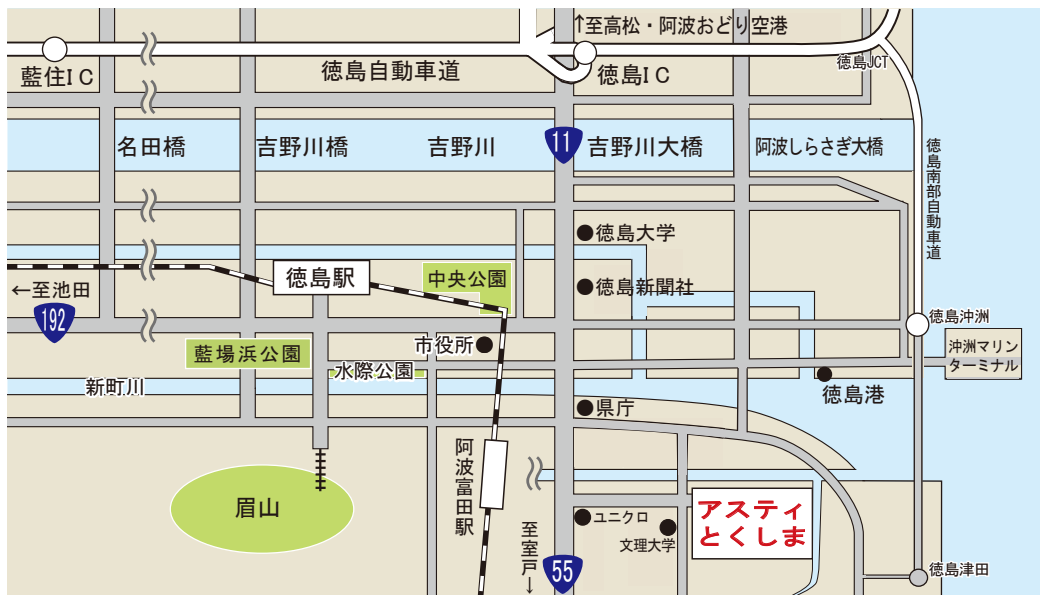 ↑至高松・阿波おどり空港
藍住IC
徳島自動車道
徳島IC
徳島JCT
名田橋
吉野川橋
吉野川
11
吉野川大橋
阿波しらさぎ大橋
徳島南部自動車道
徳島大学
徳島駅
中央公園
徳島新聞社
←至池田
192
徳島沖洲
市役所
沖洲マリン
ターミナル
藍場浜公園
水際公園
新町川
徳島港
県庁
阿波富田駅
眉山
アスティ
とくしま
ユニクロ
文理大学
至室戸→
55
徳島津田